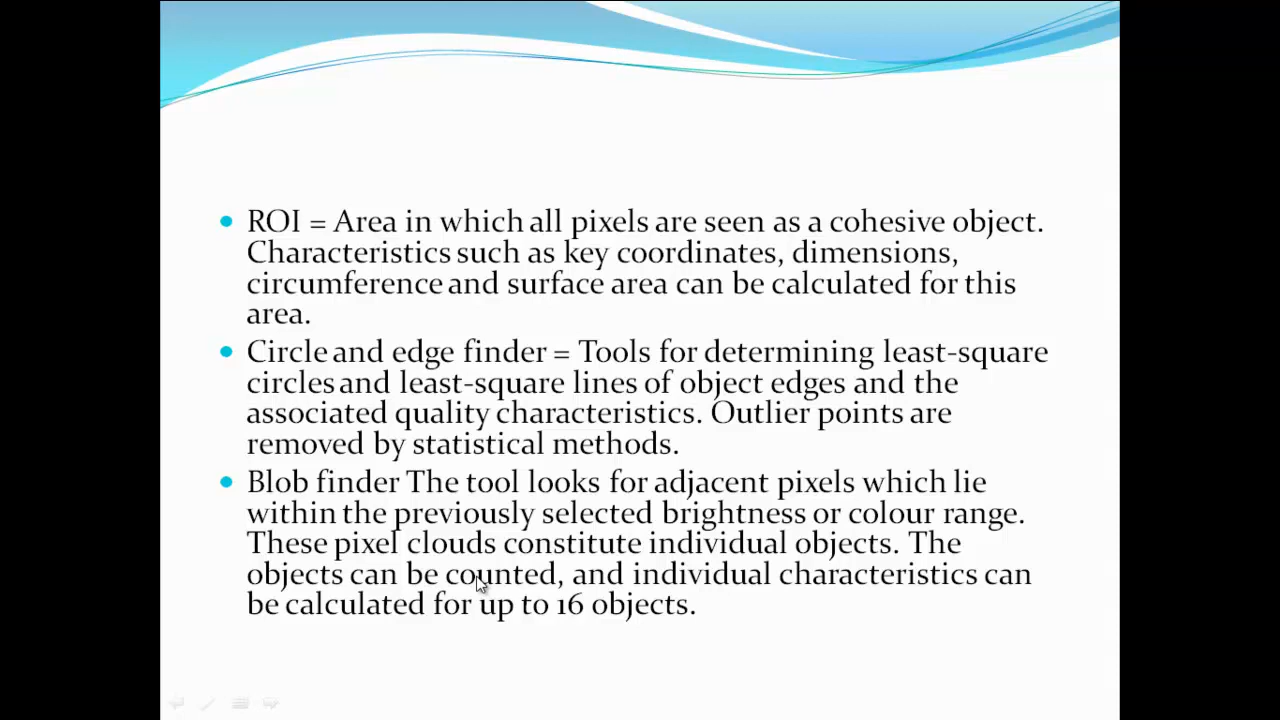 ROI = Area in which all pixels are seen as a cohesive object.
Characteristics such as key coordinates, dimensions,
circumference and surface area can be calculated for this
area.
Circle and edge finder = Tools for determining least-square
circles and least-square lines of object edges and the
associated quality characteristics. Outlier points are
removed by statistical methods.
Blob finder The tool looks for adjacent pixels which lie
within the previously selected brightness or colour range.
These pixel clouds constitute individual objects. The
objects can be counted, and individual characteristics can
be calculated for up to 16 objects.